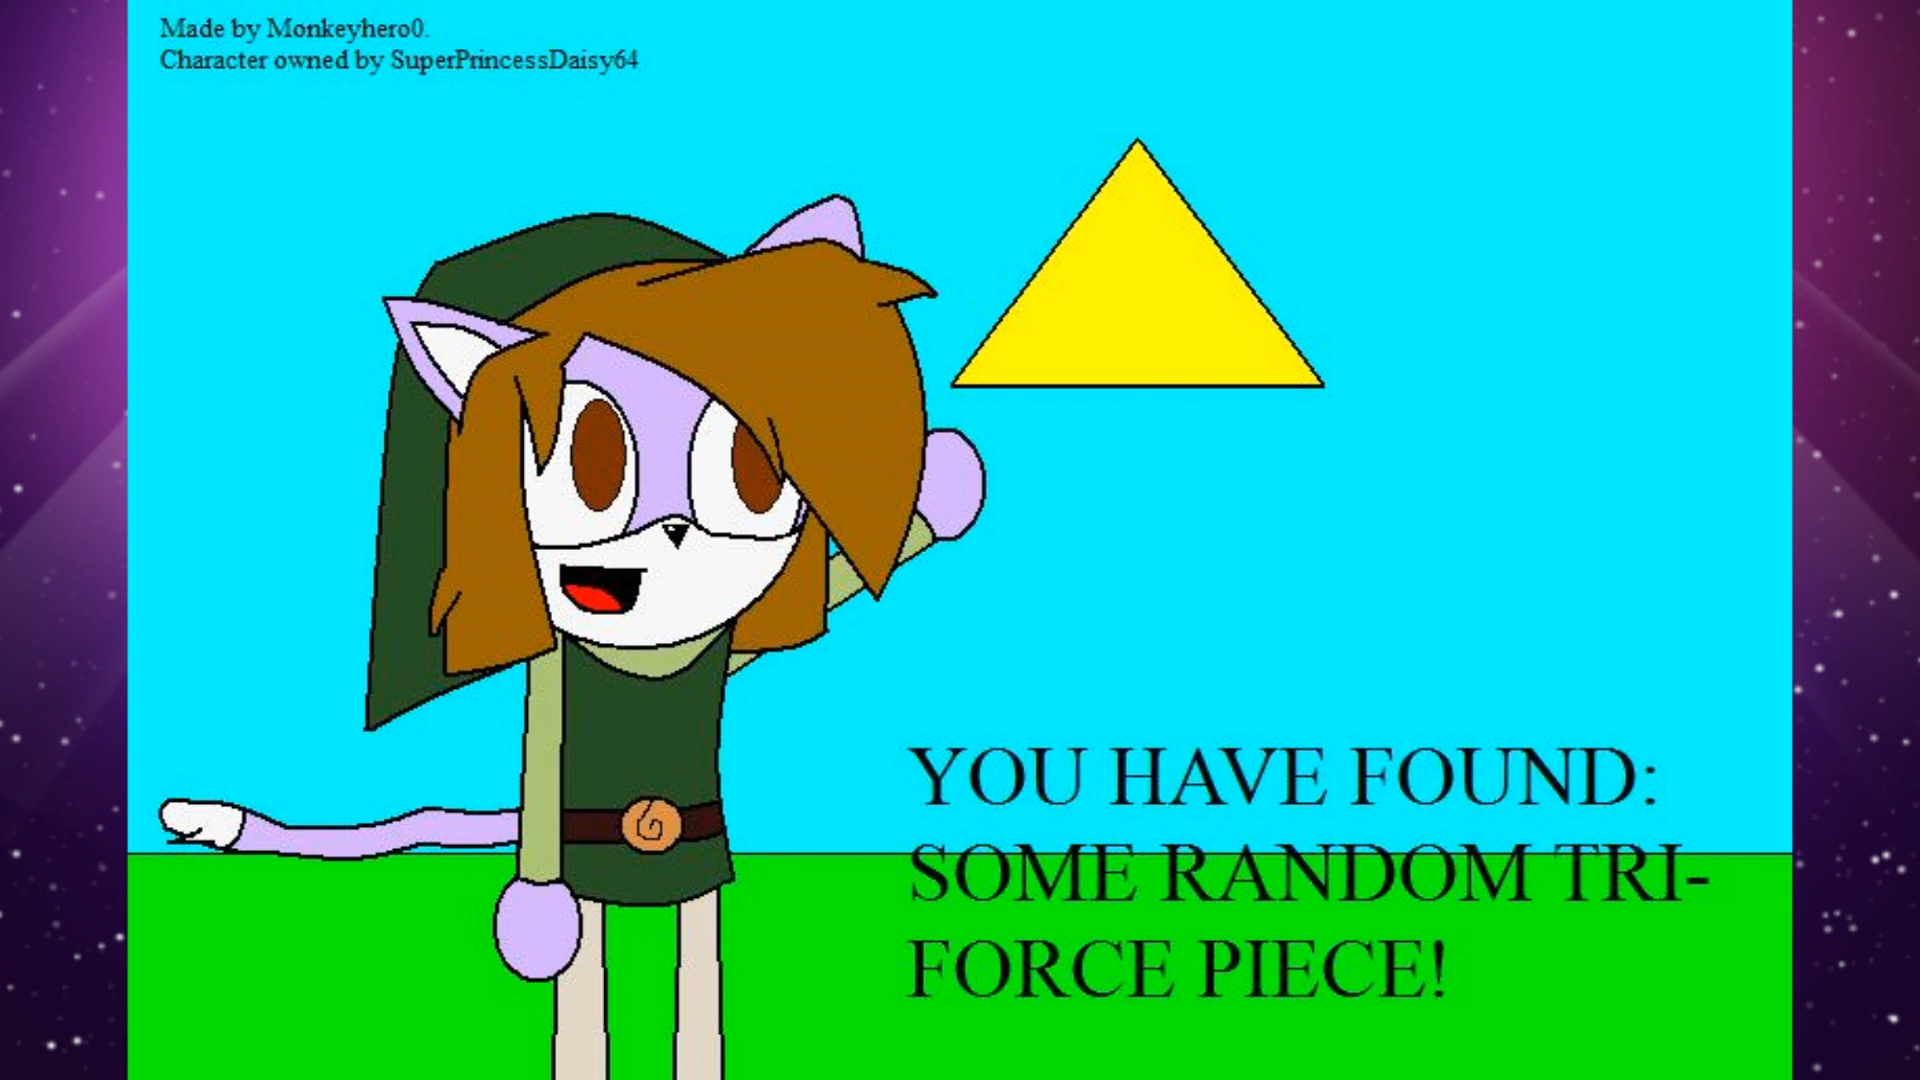 Made by Monkeyhero0.
Character owned by SuperPrincessDaisy64
YOU HAVE FOUND:
SOME RANDOM TRI-
FORCE PIECE!